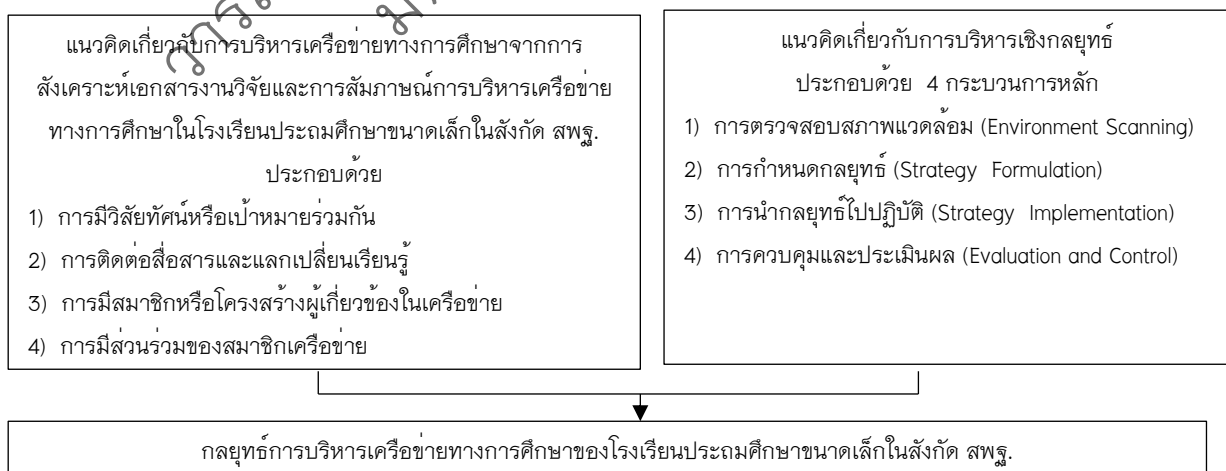 แนวคิดเกี่ยวกับการบริหารเครือข่ายทางการศึกษาจากการ
สังเคราะห์เอกสารงานวิจัยและการสัมภาษณ์การบริหารเครือข่าย
ทางการศึกษาในโรงเรียนประถมศึกษาขนาดเล็กในสังกัด สพฐ.
ประกอบด้วย
1) การมีวิสัยทัศน์หรือเป้าหมายร่วมกัน
2) การติดต่อสื่อสารและแลกเปลี่ยนเรียนรู้
3) การมีสมาชิกหรือโครงสร้างผู้เกี่ยวข้องในเครือข่าย
4) การมีส่วนร่วมของสมาชิกเครือข่าย
แนวคิดเกี่ยวกับการบริหารเชิงกลยุทธ์
ประกอบด้วย 4 กระบวนการหลัก
1) การตรวจสอบสภาพแวดล้อม (Environment Scanning)
2) การกำหนดกลยุทธ์ (Strategy Formulation)
3) การนำกลยุทธ์ไปปฏิบัติ (Strategy Implementation)
4) การควบคุมและประเมินผล (Evaluation and Control)
กลยุทธ์การบริหารเครือข่ายทางการศึกษาของโรงเรียนประถมศึกษาขนาดเล็กในสังกัด สพฐ.